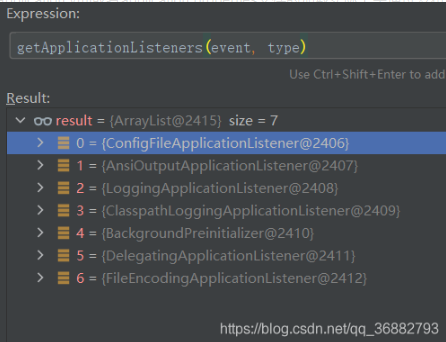 Expression:
getApplicationListeners(event, type)
Use Ctrl+Shift+Enter to add
Result:
result = {ArrayList@2415} size = 7
0 = {ConfigFileApplicationListener@2406}
1 = {AnsiOutputApplicationListener@2407}
2 = {LoggingApplicationListener@2408}
3 = {ClasspathLoggingApplicationListener@2409}
4 = {BackgroundPreinitializer@2410}
5 = {DelegatingApplicationListener@2411}
6 = {FileEncodingApplicationListener@2412}
https://blog.csdn.net/qq_36882793